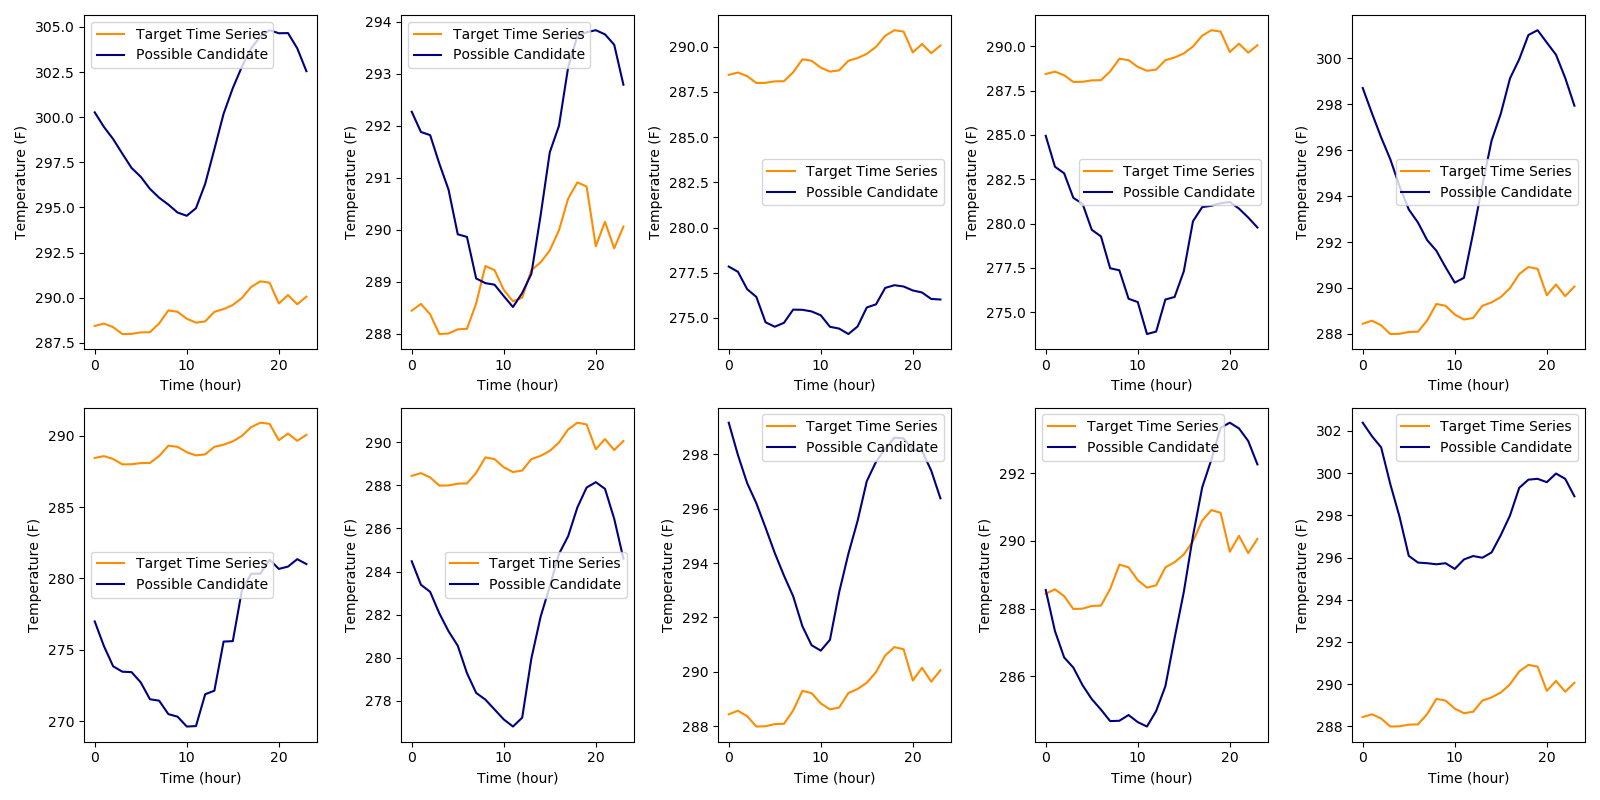 305.0
302.5
300.0
297.5
295.0
292.5
290.0
287.5
Temperature (F)
Target Time Series
Possible Candidate
0
10
20
Time (hour)
294
293
292
291
290
289
288
Temperature (F)
Target Time Series
Possible Candidate
0
10
20
Time (hour)
290.0
287.5
285.0
282.5
280.0
277.5
275.0
Temperature (F)
Target Time Series
Possible Candidate
0
10
20
Time (hour)
290.0
287.5
285.0
282.5
280.0
277.5
275.0
Temperature (F)
Target Time Series
Possible Candidate
0
10
20
Time (hour)
300
298
296
294
292
290
288
Temperature (F)
Target Time Series
Possible Candidate
0
10
20
Time (hour)
290
285
280
275
270
Temperature (F)
Target Time Series
Possible Candidate
0
10
20
Time (hour)
290
288
286
284
282
280
278
Temperature (F)
Target Time Series
Possible Candidate
0
10
20
Time (hour)
298
296
294
292
290
288
Temperature (F)
Target Time Series
Possible Candidate
0
10
20
Time (hour)
292
290
288
286
Temperature (F)
Target Time Series
Possible Candidate
0
10
20
Time (hour)
302
300
298
296
294
292
290
288
Temperature (F)
Target Time Series
Possible Candidate
0
10
20
Time (hour)